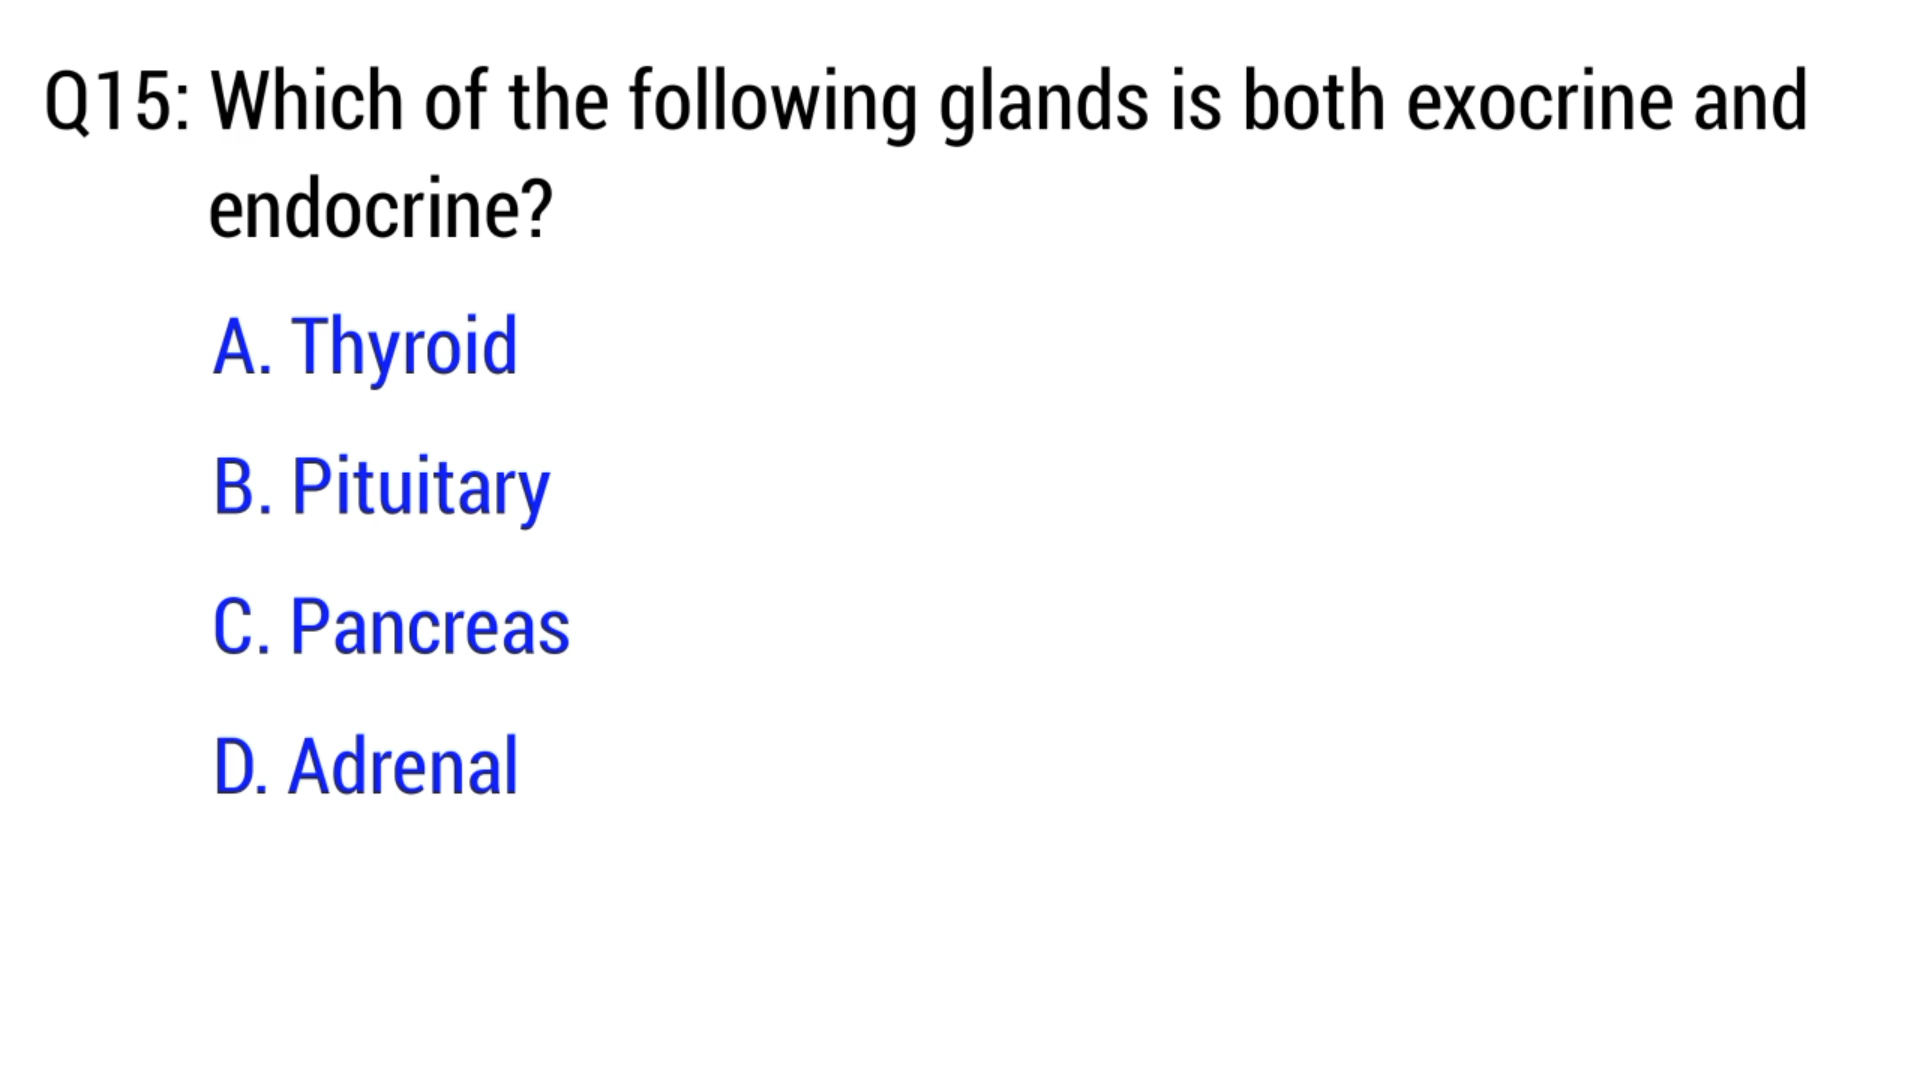 Q15: Which of the following glands is both exocrine and
endocrine?
A. Thyroid
B. Pituitary
C. Pancreas
D. Adrenal